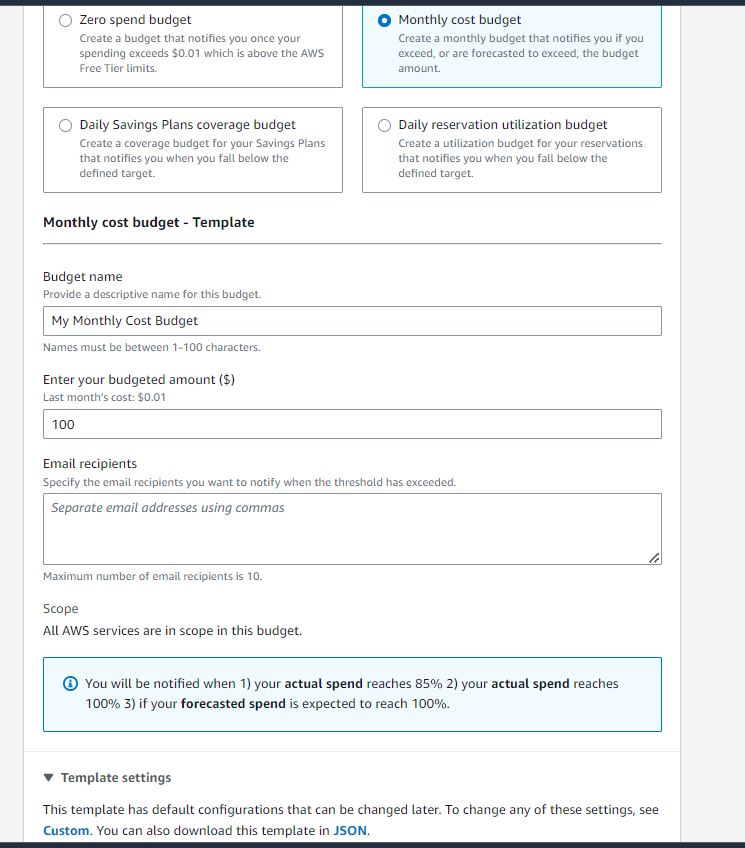 Zero spend budget
Create a budget that notifies you once your
spending exceeds $0.01 which is above the AWS
Free Tier limits.
Monthly cost budget
Create a monthly budget that notifies you if you
exceed, or are forecasted to exceed, the budget
amount.
Daily Savings Plans coverage budget
Create a coverage budget for your Savings Plans
that notifies you when you fall below the
defined target.
Daily reservation utilization budget
Create a utilization budget for your reservations
that notifies you when you fall below the
defined target.
Monthly cost budget - Template
Budget name
Provide a descriptive name for this budget.
My Monthly Cost Budget
Names must be between 1-100 characters.
Enter your budgeted amount ($)
Last month's cost: $0.01
100
Email recipients
Specify the email recipients you want to notify when the threshold has exceeded.
Separate email addresses using commas
Maximum number of email recipients is 10.
Scope
All AWS services are in scope in this budget.
You will be notified when 1) your actual spend reaches 85% 2) your actual spend reaches
100% 3) if your forecasted spend is expected to reach 100%.
Template settings
This template has default configurations that can be changed later. To change any of these settings, see
Custom. You can also download this template in JSON.